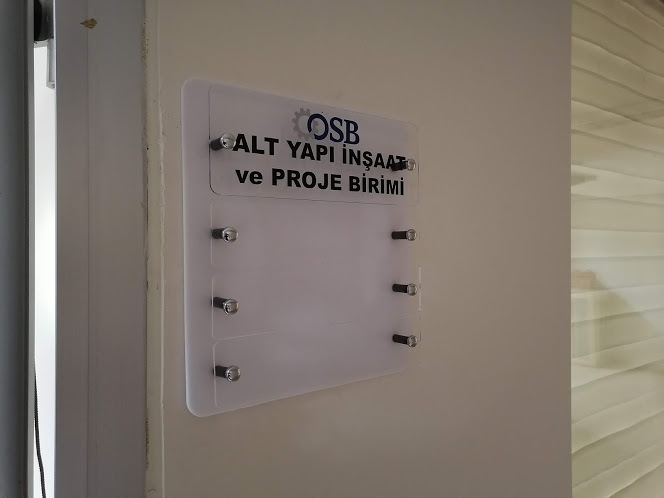 OSB
ALT YAPI İNŞAAT
ve PROJE BİRİMİ